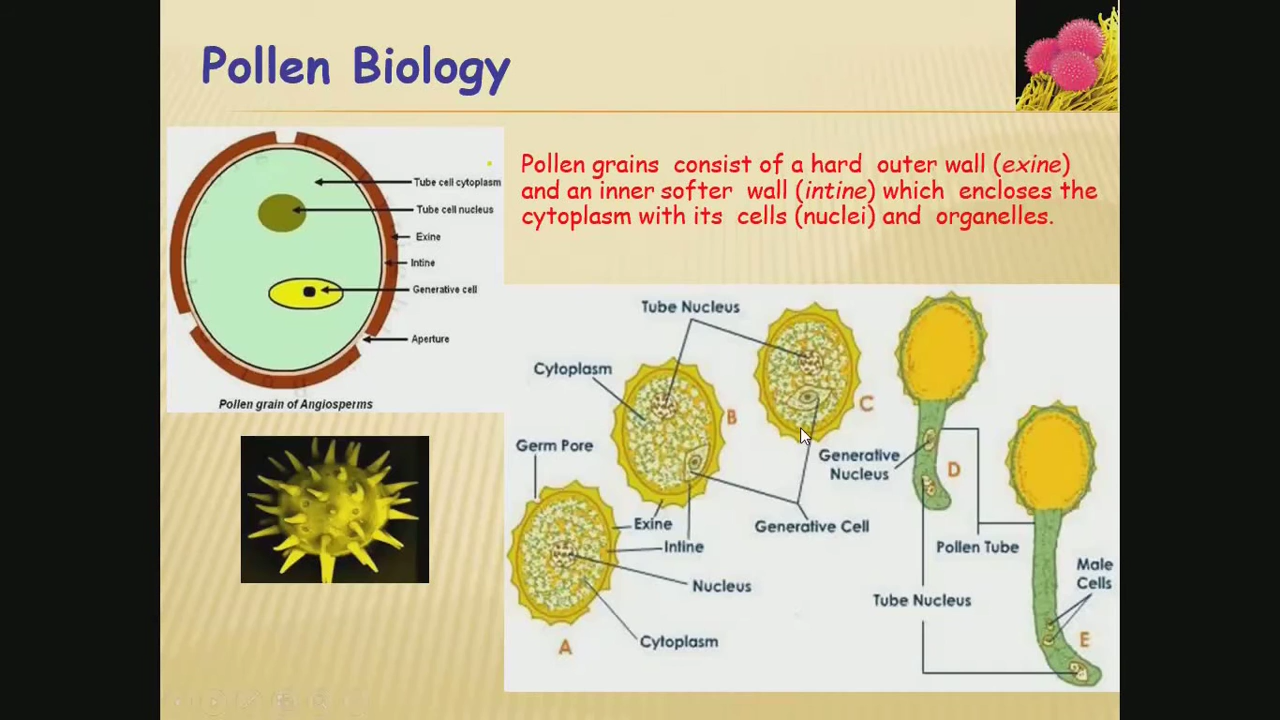 Pollen Biology
Pollen grains consist of a hard outer wall (exine)
and an inner softer wall (intine) which encloses the
cytoplasm with its cells (nuclei) and organelles.
Tube cell cytoplasm
Tube cell nucleus
Exine
Intine
Generative cell
Aperture
Pollen grain of Angiosperms
Tube Nucleus
Cytoplasm
B
C
Germ Pore
Generative
Nucleus
D
Exine
Generative Cell
Intine
Pollen Tube
Nucleus
Male
Cells
Tube Nucleus
Cytoplasm
A
E